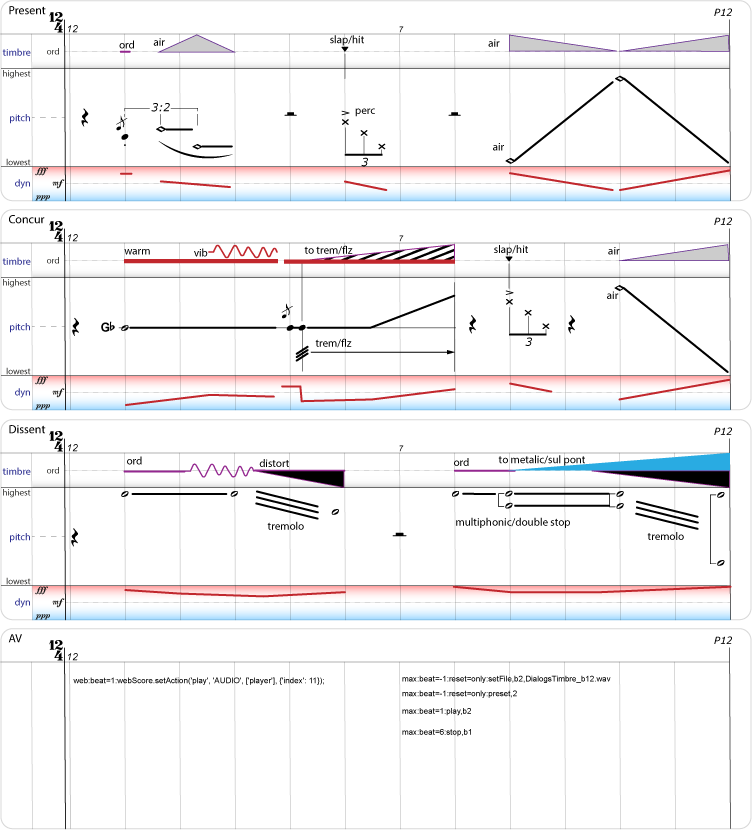 Present
12
4
12
7
P12
timbre
ord
ord
air
slap/hit
air
highest
pitch
lowest
3:2
perc
3
air
dyn
fff
mf
ppp
Concur
12
4
12
7
P12
timbre
ord
warm
vib
to trem/flz
slap/hit
air
highest
pitch
lowest
G♭
trem/flz
3
air
dyn
fff
mf
ppp
Dissent
12
4
12
7
P12
timbre
ord
ord
distort
ord
to metalic/sul pont
highest
pitch
lowest
tremolo
multiphonic/double stop
tremolo
dyn
fff
mf
ppp
AV
12
4
12
P12
web:beat=1:webScore.setAction('play', 'AUDIO', ['player'], {'index': 11});
max:beat=-1:reset=only:setFile,b2,DialogsTimbre_b12.wav
max:beat=-1:reset=only:preset,2
max:beat=1:play,b2
max:beat=6:stop,b1